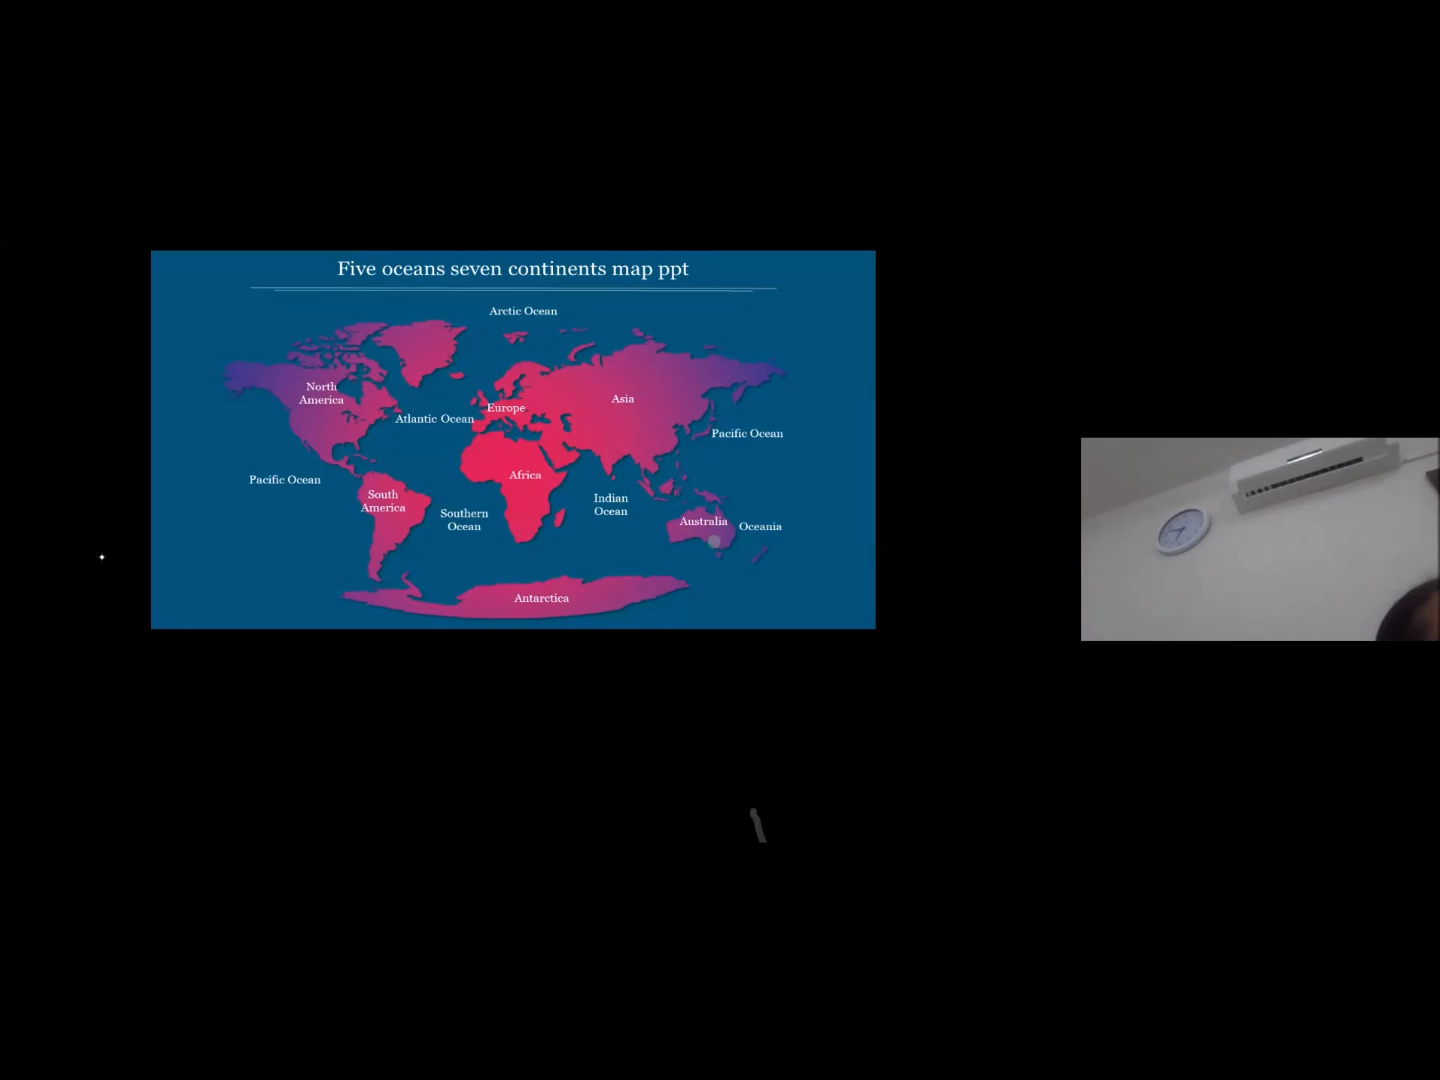 Five oceans seven continents map ppt
Arctic Ocean
North
America
Atlantic Ocean
Europe
Asia
Pacific Ocean
Pacific Ocean
South
America
Africa
Southern
Ocean
Indian
Ocean
Australia
Oceania
Antarctica